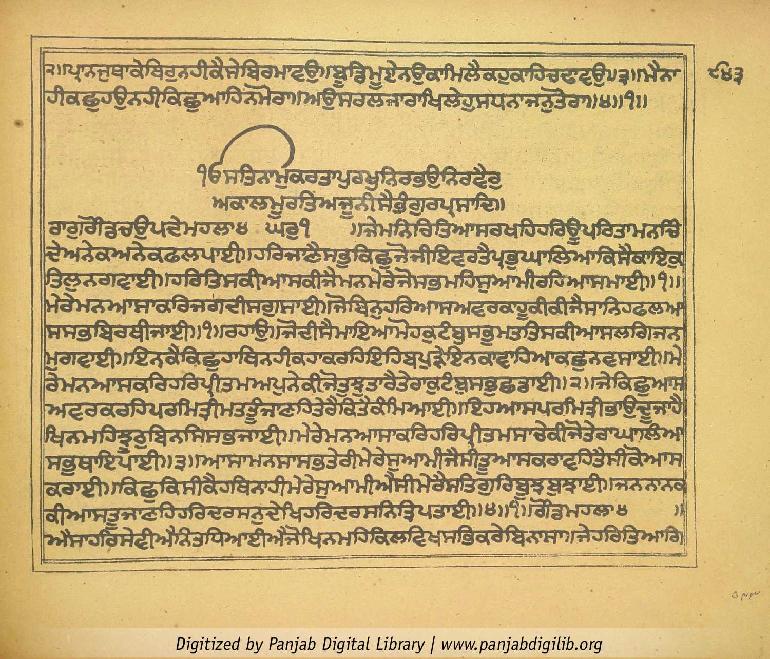 ੨॥ਪ੍ਰਾਨਜੁਥਾਕੇਬਿਰੁਨਹੀਕੈਸੇਬਿਰਮਾਵਉ॥ਬੂਡਿਮੂਏਨਉਕਾਮਿਲੈਕਹੁਕਾਹਿਚਢਾਵਉ॥੩॥ਮੈਨਾ ੮੪੩
ਹੀਕਛੁਹਉਨਹੀਕਿਛੁਆਹਿਨਮੋਰਾ॥ਅਉਸਰਲਜਾਰਾਖਿਲੇਹੁਸਧਨਾਜਨੁਤੋਰਾ॥੪॥੧॥
ੴਸਤਿਨਾਮੁਕਰਤਾਪੁਰਖੁਨਿਰਭਉਨਿਰਵੈਰੁ
ਅਕਾਲਮੂਰਤਿਅਜੂਨੀਸੈਭੰਗੁਰਪ੍ਰਸਾਦਿ॥
ਰਾਗੁਗੋਂਡਚਉਪਦੇਮਹਲਾ੪ ਘਰੁ੧ ॥ਜੇਮਨਿਚਿਤਿਆਸਰਖਹਿਹਰਿਊਪਰਿਤਾਮਨਚਿੰ
ਦੇਅਨੇਕਅਨੇਕਫਲਪਾਈ॥ਹਰਿਜਾਣੈਸਭੁਕਿਛੁਜੋਜੀਇਵਰਤੈਪ੍ਰਭੁਘਾਲਿਆਕਿਸੈਕਾਇਕੁ
ਤਿਲੁਨਗਵਾਈ॥ਹਰਿਤਿਸਕੀਆਸਕੀਜੈਮਨਮੇਰੇਜੋਸਭਮਹਿਸੁਆਮੀਰਹਿਆਸਮਾਈ॥੧॥
ਮੇਰੇਮਨਆਸਾਕਰਿਜਗਦੀਸਗੁਸਾਈ॥ਜੋਬਿਨੁਹਰਿਆਸਅਵਰਕਾਹੂਕੀਕੀਜੈਸਾਨਿਹਫਲਆ
ਸਸਭਬਿਰਥੀਜਾਈ॥੧॥ਰਹਾਉ॥ਜੋਦੀਸੈਮਾਇਆਮੋਹਕੁਟੰਬੁਸਭੁਮਤਤਿਸਕੀਆਸਲਗਿਜਨ
ਮੁਗਵਾਈ॥ਇਨਕੈਕਿਛੁਹਾਥਿਨਹੀਕਹਾਕਰਹਿਇਹਿਬਪੁੜੇਇਨਕਾਵਾਹਿਆਕਛੁਨਵਸਾਈ॥ਮੇ
ਰੇਮਨਆਸਕਰਿਹਰਿਪ੍ਰੀਤਮਅਪੁਨੇਕੀਜੋਤੁਝੁਤਾਰੈਤੇਰਾਕੁਟੰਬੁਸਭੁਛਡਾਈ॥੨॥ਜੇਕਿਛੁਆਸ
ਅਵਰਕਰਹਿਪਰਮਿਤ੍ਰੀਮਤਤੂੰਜਾਣਹਿਤੇਰੈਕਿਤੈਕੰਮਿਆਈ॥ਇਹਆਸਪਰਮਿਤ੍ਰੀਭਾਉਦੂਜਾਹੈ
ਖਿਨਮਹਿਝੂਠੁਬਿਨਸਿਸਭਜਾਈ॥ਮੇਰੇਮਨਆਸਾਕਰਿਹਰਿਪ੍ਰੀਤਮਸਾਚੇਕੀਜੋਤੇਰਾਘਾਲਿਆ
ਸਭੁਥਾਇਪਾਈ॥੩॥ਆਸਾਮਨਸਾਸਭਤੇਰੀਮੇਰੇਸੁਆਮੀਜੈਸੀਤੂਆਸਕਰਾਵਹਿਤੈਸੀਕੋਆਸ
ਕਰਾਈ॥ਕਿਛੁਕਿਸੀਕੈਹਥਿਨਾਹੀਮੇਰੇਸੁਆਮੀਐਸੀਮੇਰੈਸਤਿਗੁਰਿਬੂਝਬੁਝਾਈ॥ਜਨਨਾਨਕ
ਕੀਆਸਤੂਜਾਣਹਿਹਰਿਦਰਸਨੁਦੇਖਿਹਰਿਦਰਸਨਿਤ੍ਰਿਪਤਾਈ॥੪॥੧॥ਗੋਂਡਮਹਲਾ੪ ॥
ਐਸਾਹਰਿਸੇਵੀਐਨਿਤਧਿਆਈਐਜੋਖਿਨਮਹਿਕਿਲਵਿਖਸਭਿਕਰੇਬਿਨਾਸਾ॥ਜੇਹਰਿਤਿਆਗਿ
Digitized by Panjab Digital Library | www.panjabdigilib.org